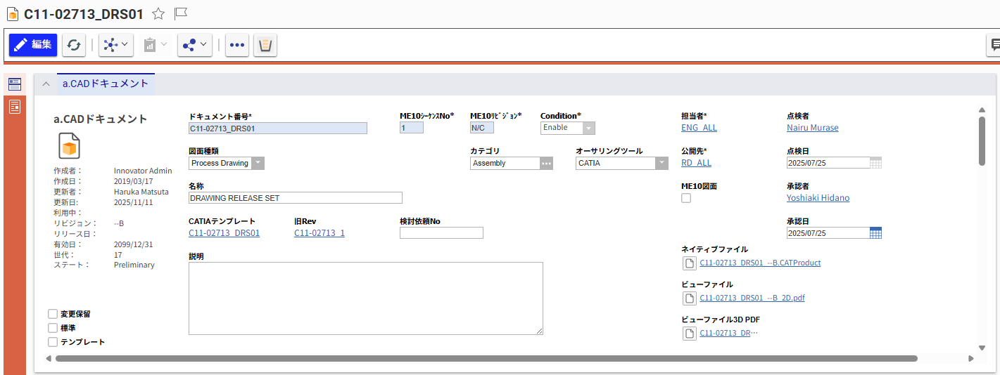 C11-02713_DRS01
編集
a.CADドキュメント
a.CADドキュメント
作成者： Innovator Admin
作成日： 2019/03/17
更新者： Haruka Matsuta
更新日: 2025/11/11
利用中：
リビジョン： --B
リリース日：
有効日： 2099/12/31
世代： 17
ステート： Preliminary
変更保留
標準
テンプレート
ドキュメント番号* ME10ｼｰｹﾝｽNo* ME10ﾘﾋﾞｼﾞｮﾝ* Condition*
C11-02713_DRS01 1 N/C Enable
図面種類 カテゴリ オーサリングツール
Process Drawing Assembly CATIA
名称
DRAWING RELEASE SET
CATIAテンプレート 旧Rev 検討依頼No
C11-02713_DRS01 C11-02713_1
説明
担当者* 点検者
ENG_ALL Nairu Murase
公開先* 点検日
RD_ALL 2025/07/25
ME10図面 承認者
Yoshiaki Hidano
承認日
2025/07/25
ネイティブファイル
C11-02713_DRS01_--B.CATProduct
ビューファイル
C11-02713_DRS01_--B_2D.pdf
ビューファイル3D PDF
C11-02713_DR…